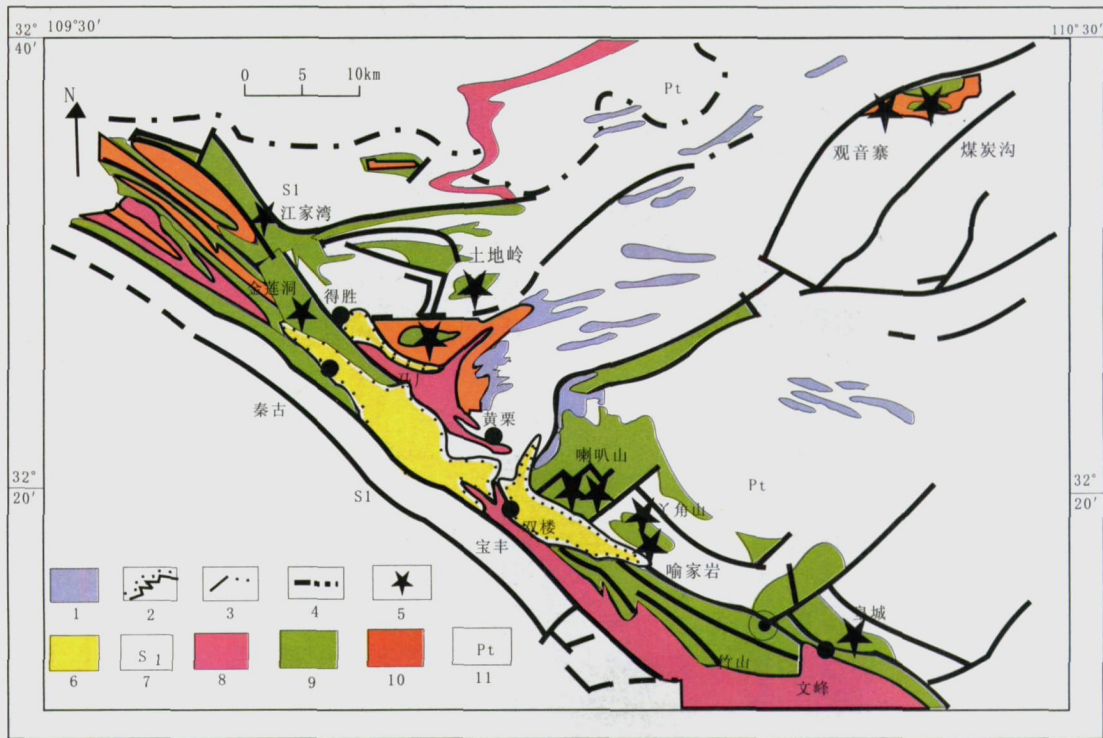 32° 109°30′
110°30′
40′
40′
0 5 10km
Pt
N
观音寨
煤炭沟
S1
江家湾
土地岭
金莲洞
得胜
秦古
黄栗
喇叭山
32°
20′
32°
20′
S1
Pt
丫角山
双楼
宝丰
喻家岩
皇城
竹山
文峰
1 2 3 4 5
S1
Pt
6 7 8 9 10 11